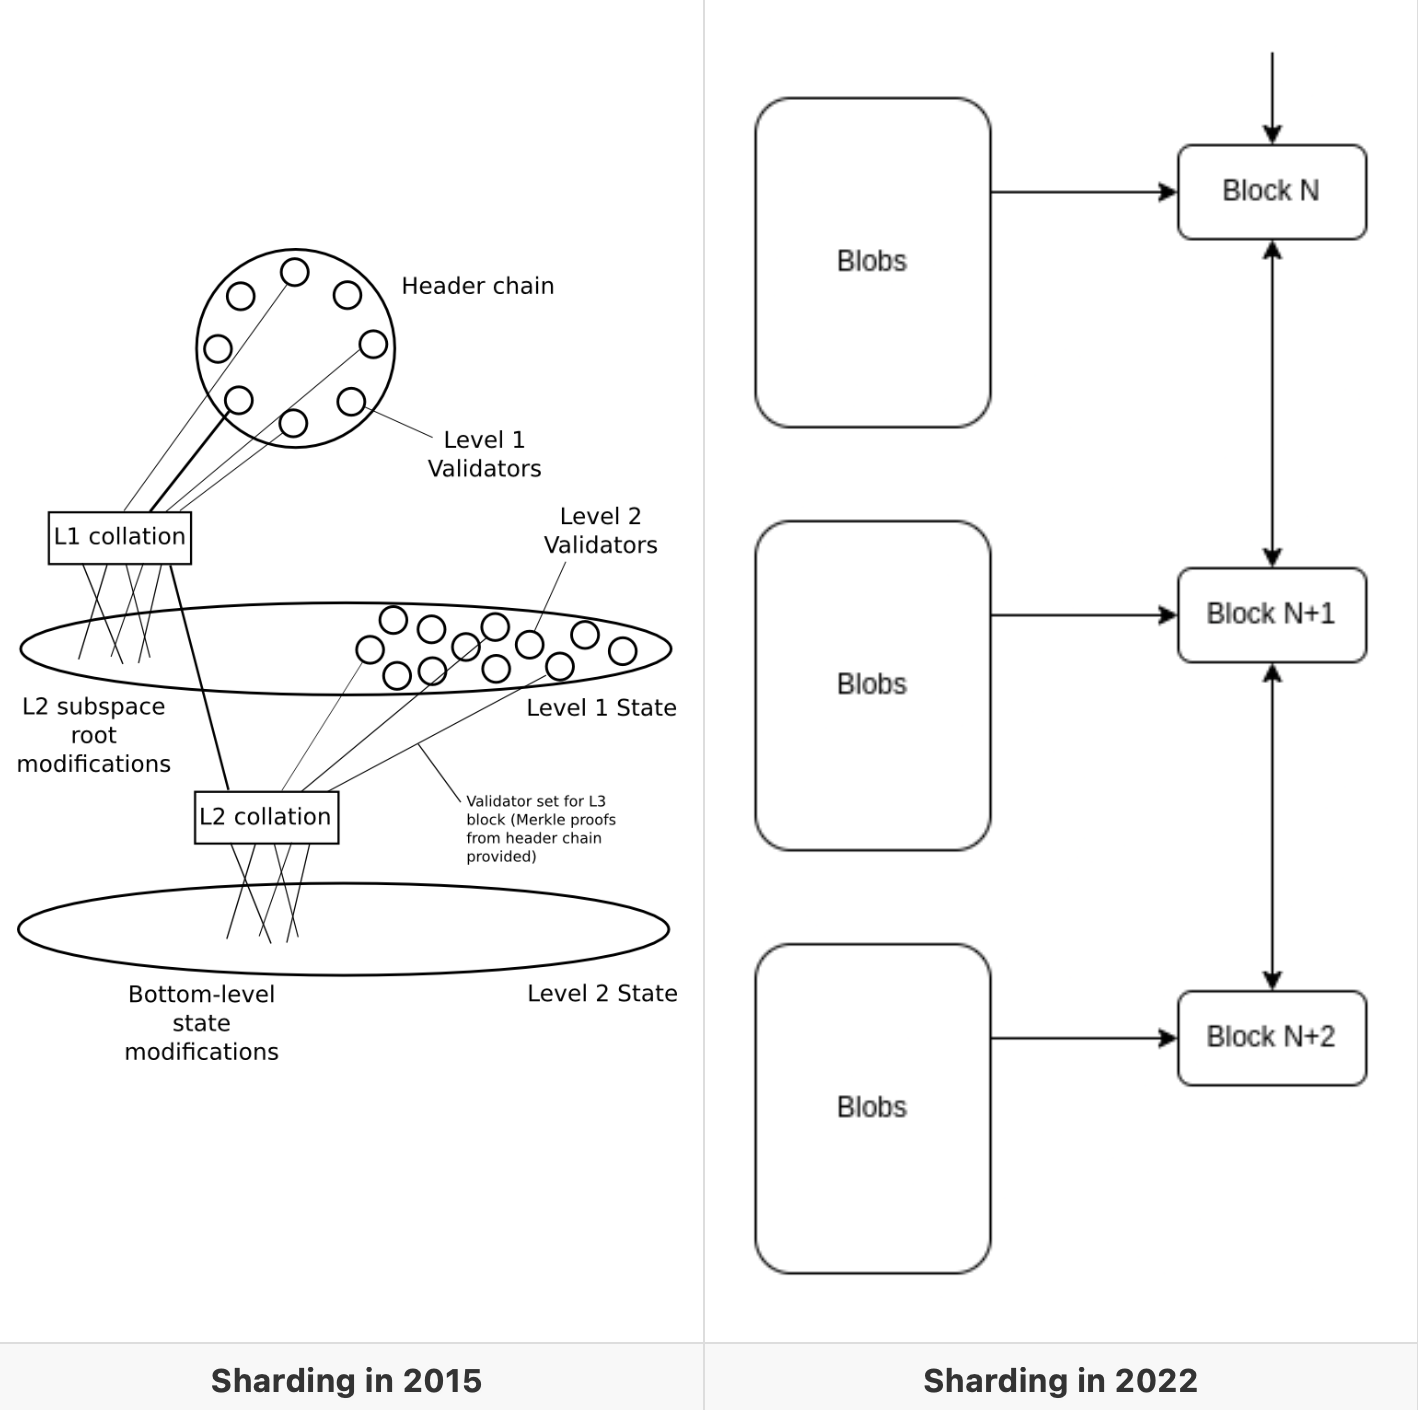 Header chain
Level 1
Validators
L1 collation
Level 2
Validators
L2 subspace
root
modifications
Level 1 State
L2 collation
Validator set for L3
block (Merkle proofs
from header chain
provided)
Bottom-level
state
modifications
Level 2 State
Sharding in 2015
Blobs
Block N
Blobs
Block N+1
Blobs
Block N+2
Sharding in 2022